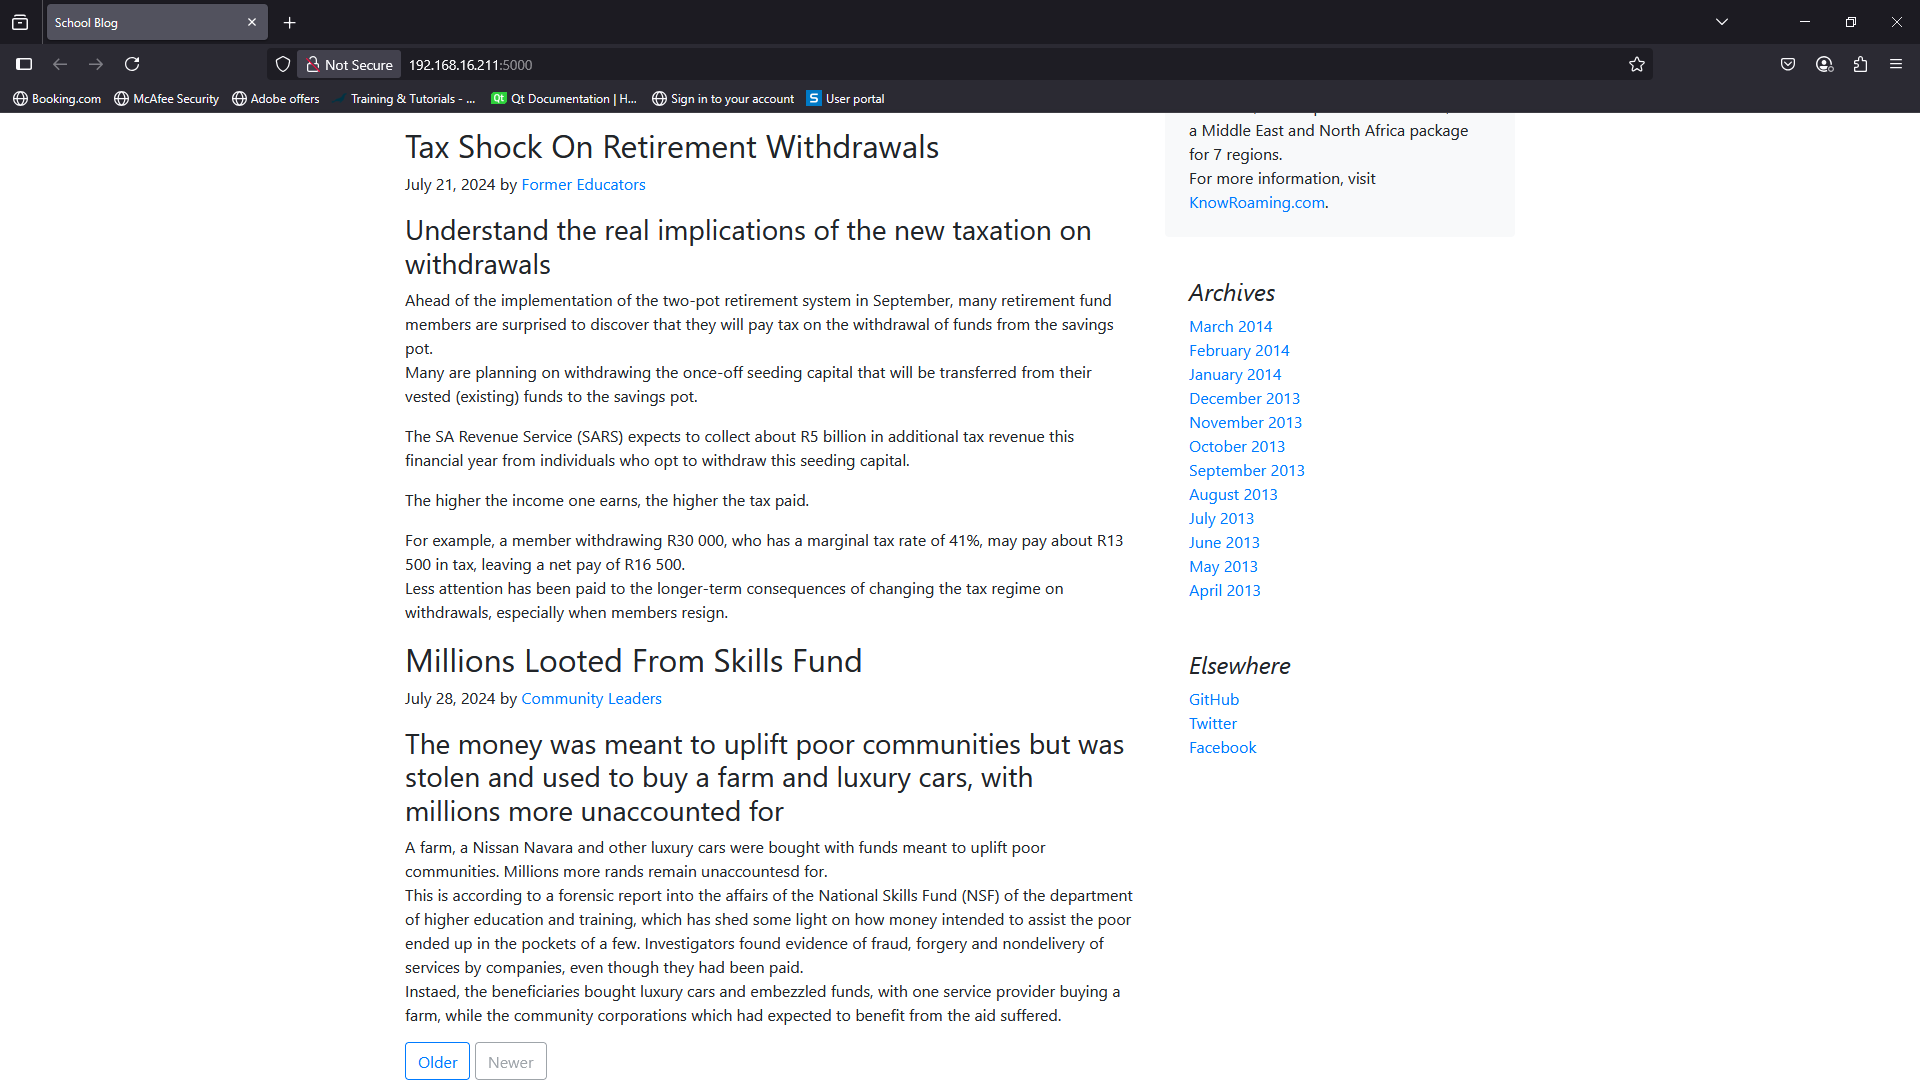 School Blog
Not Secure
192.168.16.211:5000
Booking.com
McAfee Security
Adobe offers
Training & Tutorials - ...
Qt Documentation | H...
Sign in to your account
User portal
Tax Shock On Retirement Withdrawals
July 21, 2024 by Former Educators
Understand the real implications of the new taxation on
withdrawals
Ahead of the implementation of the two-pot retirement system in September, many retirement fund
members are surprised to discover that they will pay tax on the withdrawal of funds from the savings
pot.
Many are planning on withdrawing the once-off seeding capital that will be transferred from their
vested (existing) funds to the savings pot.
The SA Revenue Service (SARS) expects to collect about R5 billion in additional tax revenue this
financial year from individuals who opt to withdraw this seeding capital.
The higher the income one earns, the higher the tax paid.
For example, a member withdrawing R30 000, who has a marginal tax rate of 41%, may pay about R13
500 in tax, leaving a net pay of R16 500.
Less attention has been paid to the longer-term consequences of changing the tax regime on
withdrawals, especially when members resign.
Millions Looted From Skills Fund
July 28, 2024 by Community Leaders
The money was meant to uplift poor communities but was
stolen and used to buy a farm and luxury cars, with
millions more unaccounted for
A farm, a Nissan Navara and other luxury cars were bought with funds meant to uplift poor
communities. Millions more rands remain unaccountesd for.
This is according to a forensic report into the affairs of the National Skills Fund (NSF) of the department
of higher education and training, which has shed some light on how money intended to assist the poor
ended up in the pockets of a few. Investigators found evidence of fraud, forgery and nondelivery of
services by companies, even though they had been paid.
Instaed, the beneficiaries bought luxury cars and embezzled funds, with one service provider buying a
farm, while the community corporations which had expected to benefit from the aid suffered.
Older
Newer
a Middle East and North Africa package
for 7 regions.
For more information, visit
KnowRoaming.com.
Archives
March 2014
February 2014
January 2014
December 2013
November 2013
October 2013
September 2013
August 2013
July 2013
June 2013
May 2013
April 2013
Elsewhere
GitHub
Twitter
Facebook